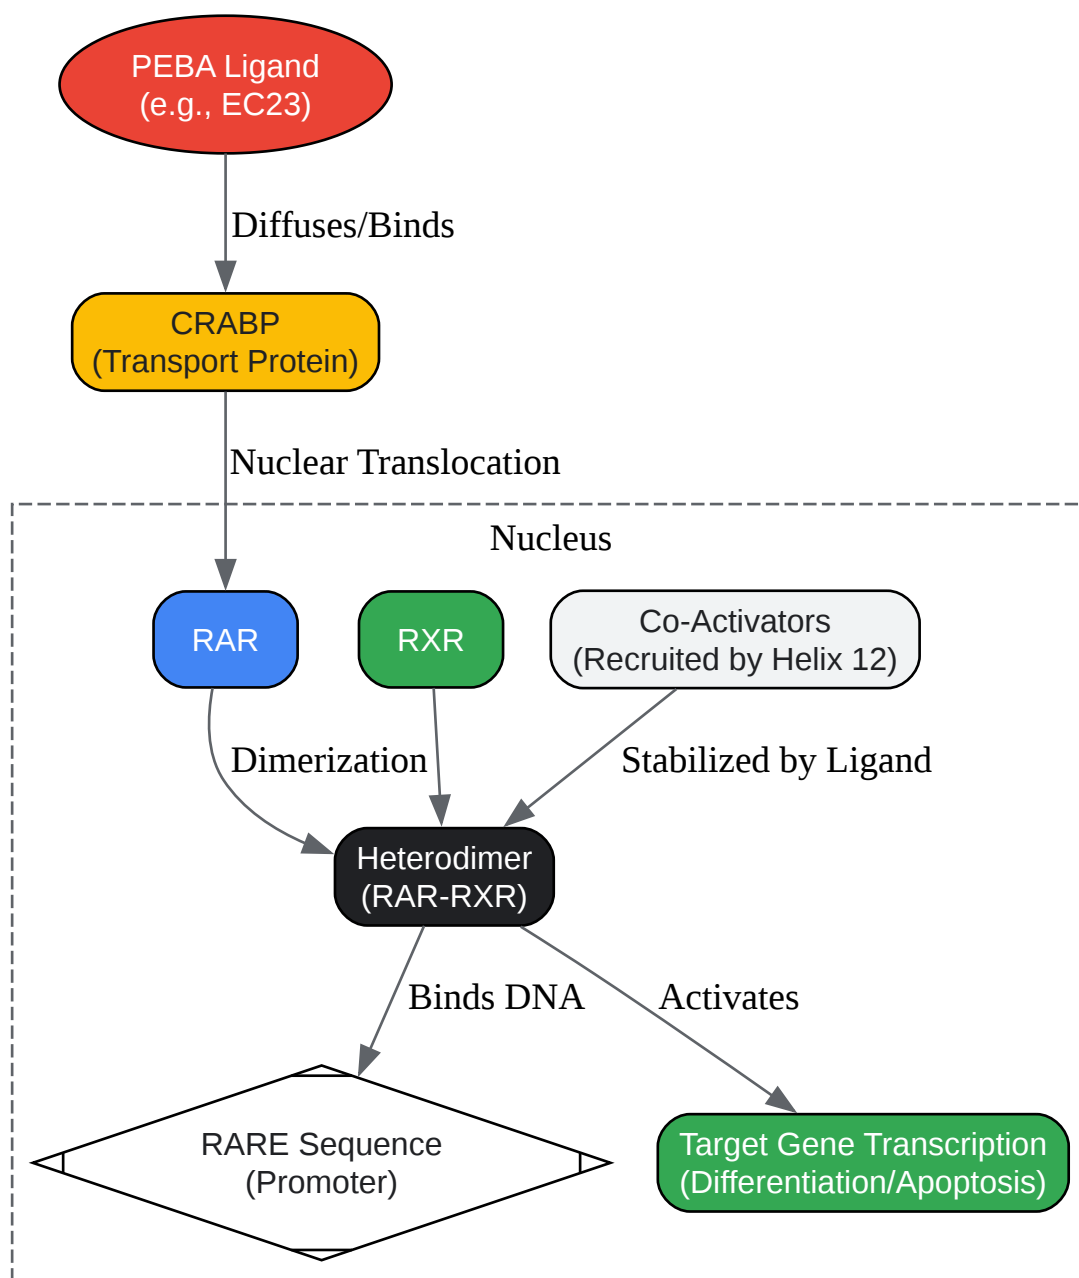 PEBA Ligand
(e.g., EC23)
Diffuses/Binds
CRABP
(Transport Protein)
Nuclear Translocation
Nucleus
RAR
RXR
Co-Activators
(Recruited by Helix 12)
Dimerization
Stabilized by Ligand
Heterodimer
(RAR-RXR)
Binds DNA
Activates
RARE Sequence
(Promoter)
Target Gene Transcription
(Differentiation/Apoptosis)